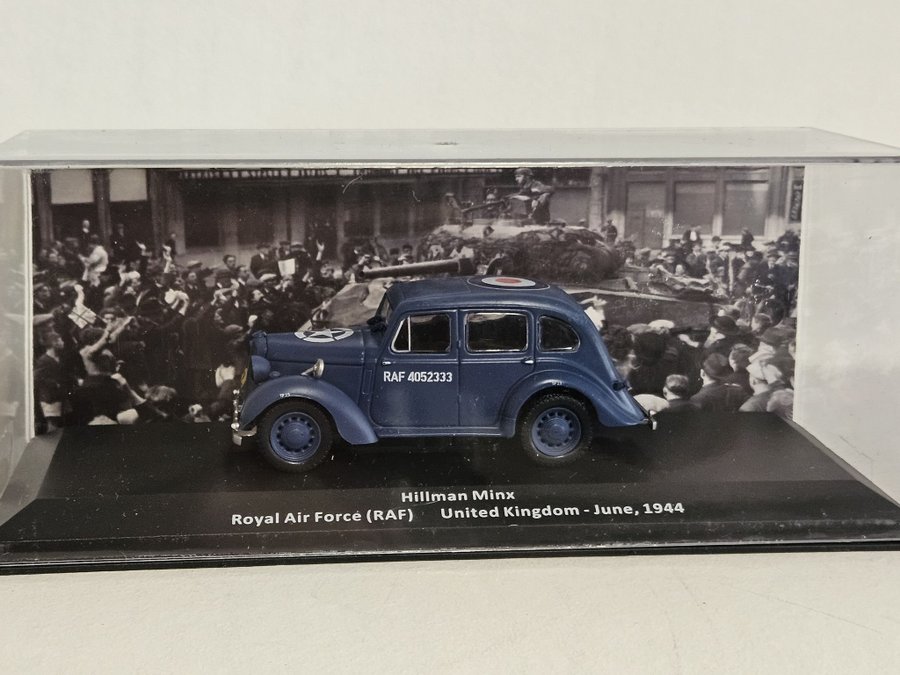 RAF 4052333
Hillman Minx
Royal Air Force (RAF) United Kingdom - June, 1944